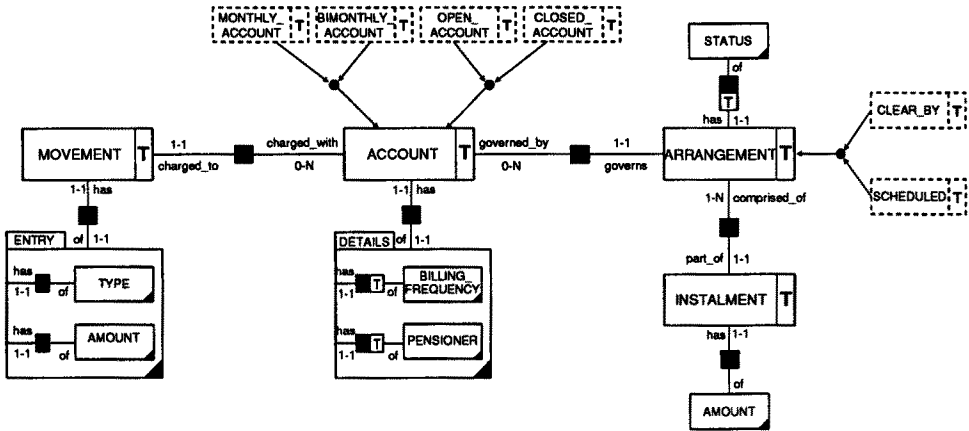 MONTHLY_
ACCOUNT
T
BIMONTHLY_
ACCOUNT
T
OPEN_
ACCOUNT
T
CLOSED_
ACCOUNT
T
STATUS
of
T
has
1-1
CLEAR_BY
T
MOVEMENT
T
1-1
charged_to
charged_with
0-N
ACCOUNT
T
governed_by
0-N
1-1
governs
ARRANGEMENT
T
SCHEDULED
T
1-1
has
1-1
has
1-N
comprised_of
ENTRY
of
1-1
DETAILS
of
1-1
part_of
1-1
has
1-1
of
TYPE
has
1-1
T
of
BILLING_
FREQUENCY
INSTALMENT
T
has
1-1
of
AMOUNT
has
1-1
T
of
PENSIONER
has
1-1
of
AMOUNT